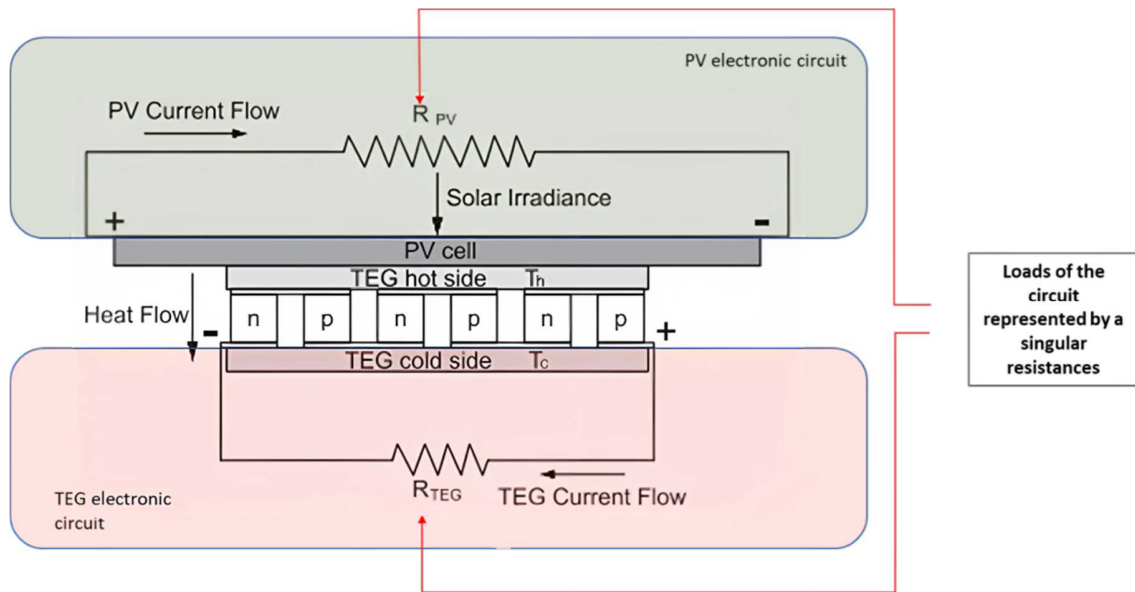 PV electronic circuit
PV Current Flow
R PV
Solar Irradiance
+
-
PV cell
TEG hot side Th
Heat Flow
-
n p n p n p
+
TEG cold side Tc
RTEG
TEG Current Flow
TEG electronic
circuit
Loads of the
circuit
represented by a
singular
resistances